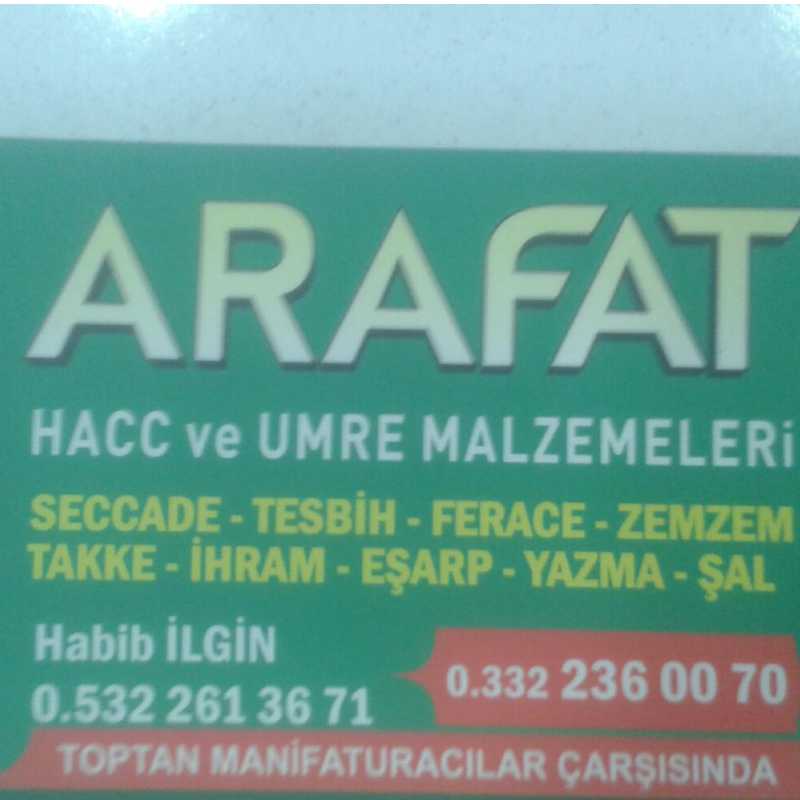 ARAFAT
HACC ve UMRE MALZEMELERi
SECCADE - TESBİH - FERACE - ZEMZEM
TAKKE - İHRAM - EŞARP - YAZMA - ŞAL
Habib İLGİN
0.532 261 36 71
0.332 236 00 70
TOPTAN MANİFATURACILAR ÇARŞISINDA